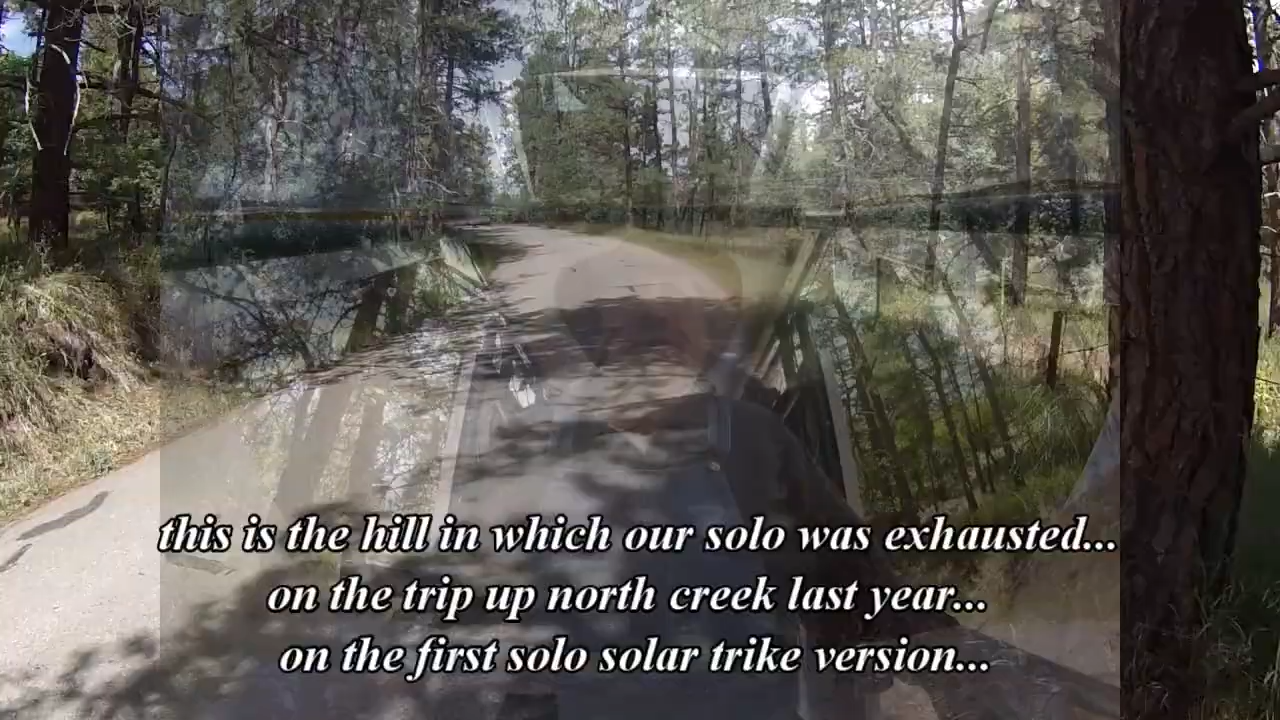 this is the hill in which our solo was exhausted...
on the trip up north creek last year...
on the first solo solar trike version...